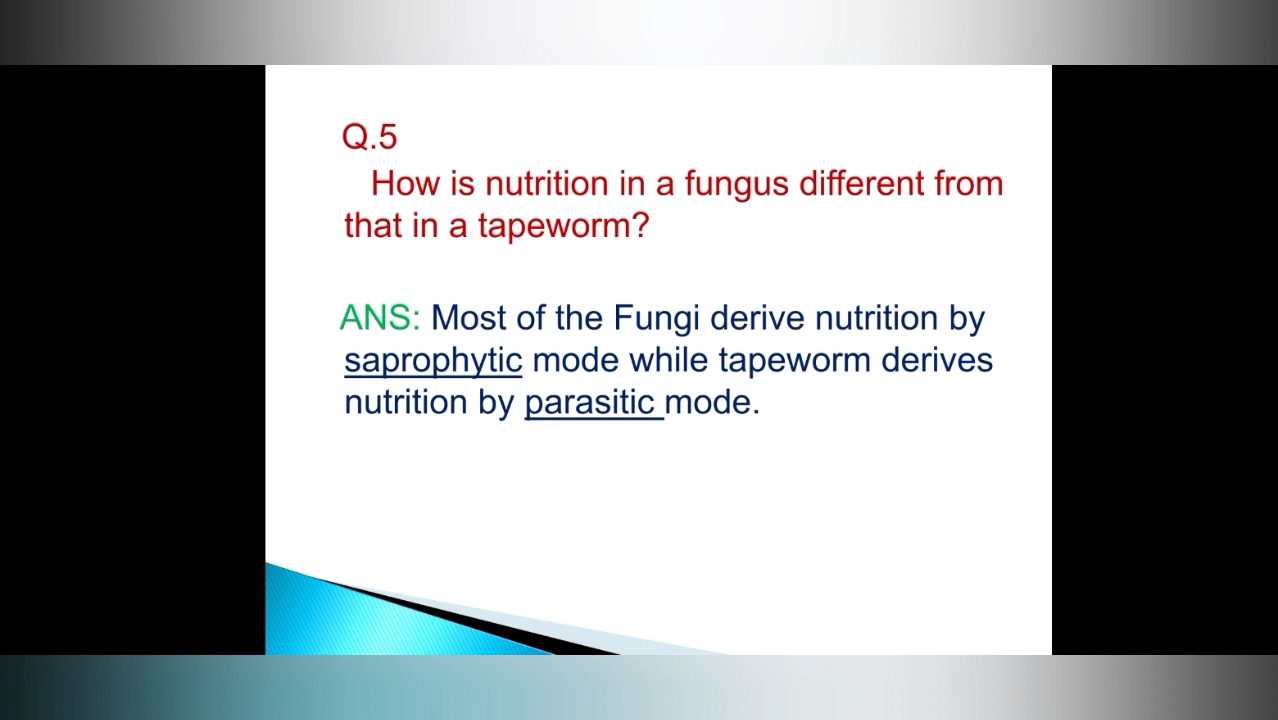 Q.5
How is nutrition in a fungus different from
that in a tapeworm?
ANS: Most of the Fungi derive nutrition by
saprophytic mode while tapeworm derives
nutrition by parasitic mode.